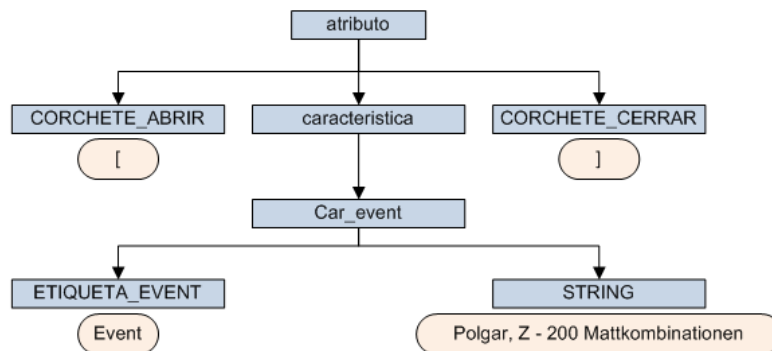 atributo
CORCHETE_ABRIR
caracteristica
CORCHETE_CERRAR
[
]
Car_event
ETIQUETA_EVENT
STRING
Event
Polgar, Z - 200 Mattkombinationen